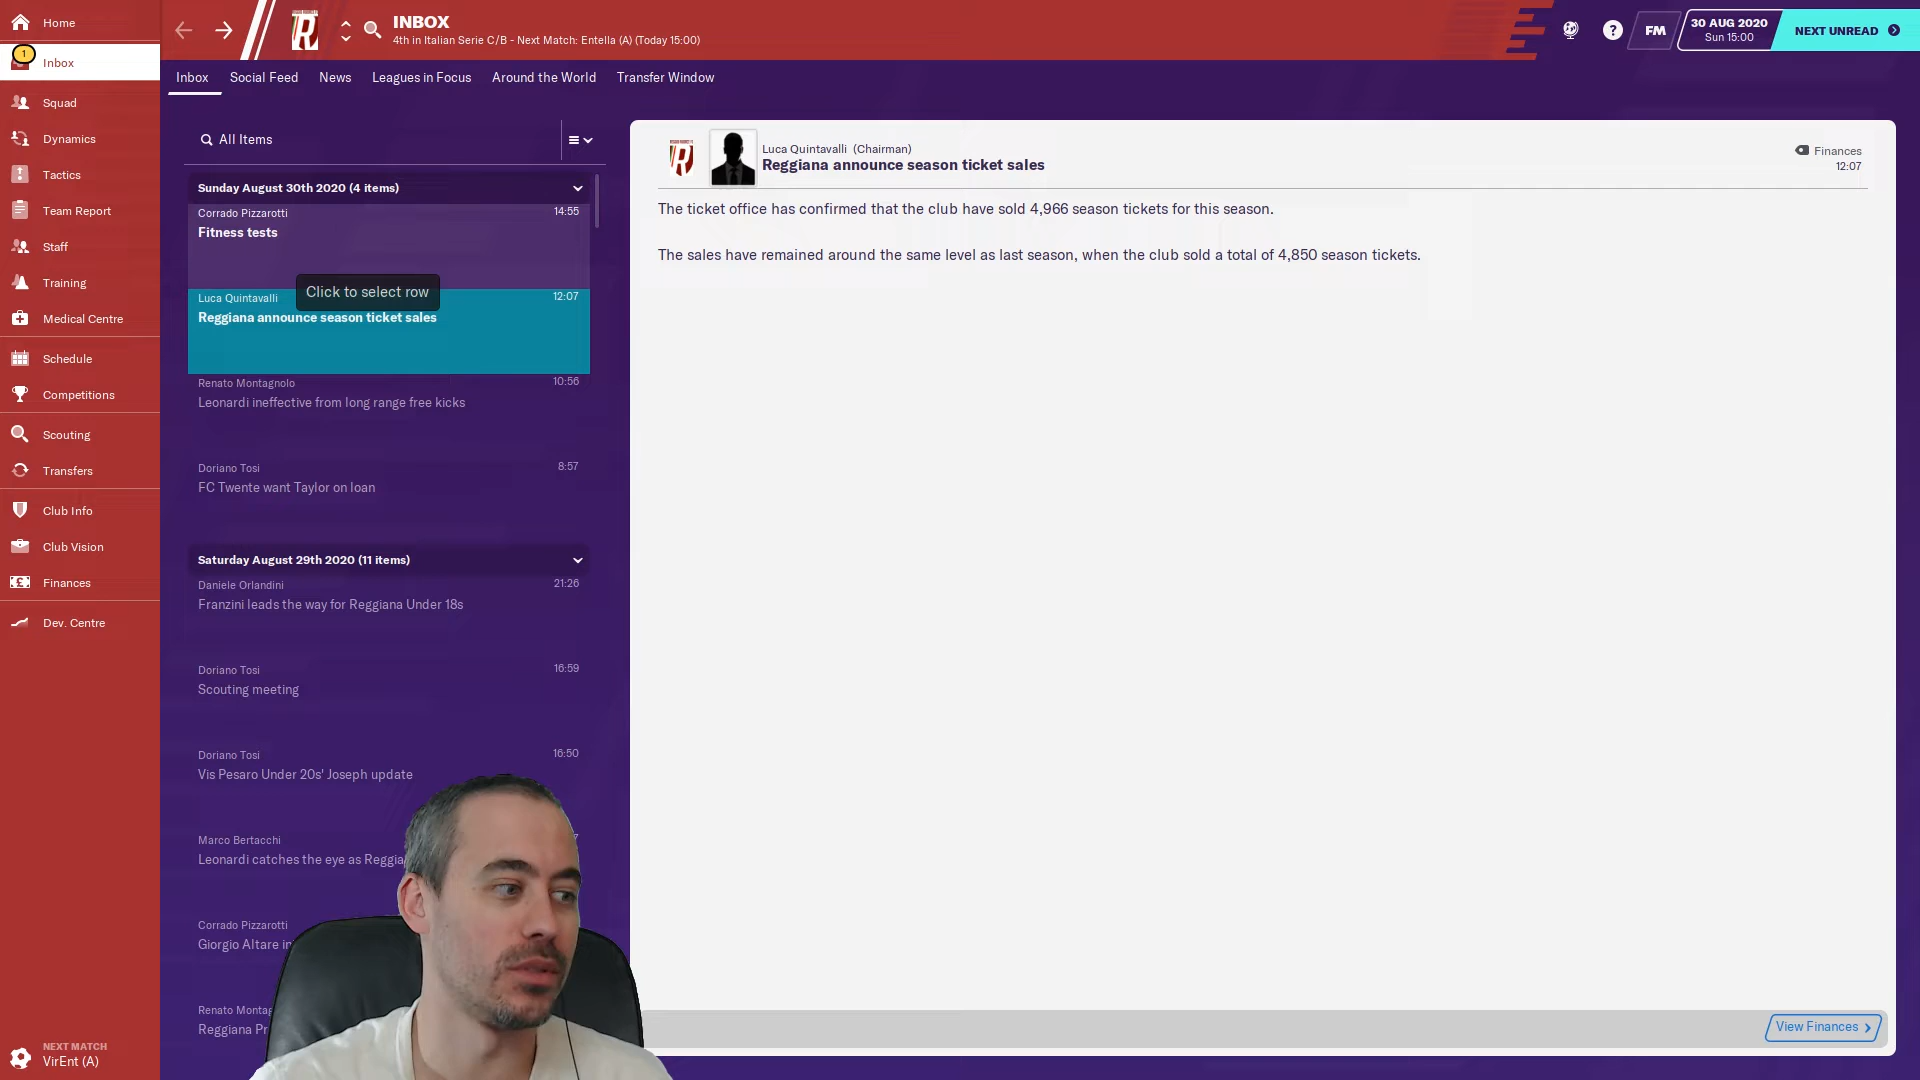 Home
1
Inbox
Squad
Dynamics
Tactics
Team Report
Staff
Training
Medical Centre
Schedule
Competitions
Scouting
Transfers
Club Info
Club Vision
Finances
Dev. Centre
NEXT MATCH
VirEnt (A)
R
INBOX
4th in Italian Serie C/B - Next Match: Entella (A) (Today 15:00)
?
FM
30 AUG 2020
Sun 15:00
NEXT UNREAD
Inbox
Social Feed
News
Leagues in Focus
Around the World
Transfer Window
All Items
Sunday August 30th 2020 (4 items)
Corrado Pizzarotti
14:55
Fitness tests
Click to select row
Luca Quintavalli
12:07
Reggiana announce season ticket sales
Renato Montagnolo
10:56
Leonardi ineffective from long range free kicks
Doriano Tosi
8:57
FC Twente want Taylor on loan
Saturday August 29th 2020 (11 items)
Daniele Orlandini
21:26
Franzini leads the way for Reggiana Under 18s
Doriano Tosi
16:59
Scouting meeting
Doriano Tosi
16:50
Vis Pesaro Under 20s' Joseph update
Marco Bertacchi
7
Leonardi catches the eye as Reggia
Corrado Pizzarotti
Giorgio Altare in
Renato Montag
Reggiana Pr
R
Luca Quintavalli (Chairman)
Reggiana announce season ticket sales
Finances
12:07
The ticket office has confirmed that the club have sold 4,966 season tickets for this season.
The sales have remained around the same level as last season, when the club sold a total of 4,850 season tickets.
View Finances